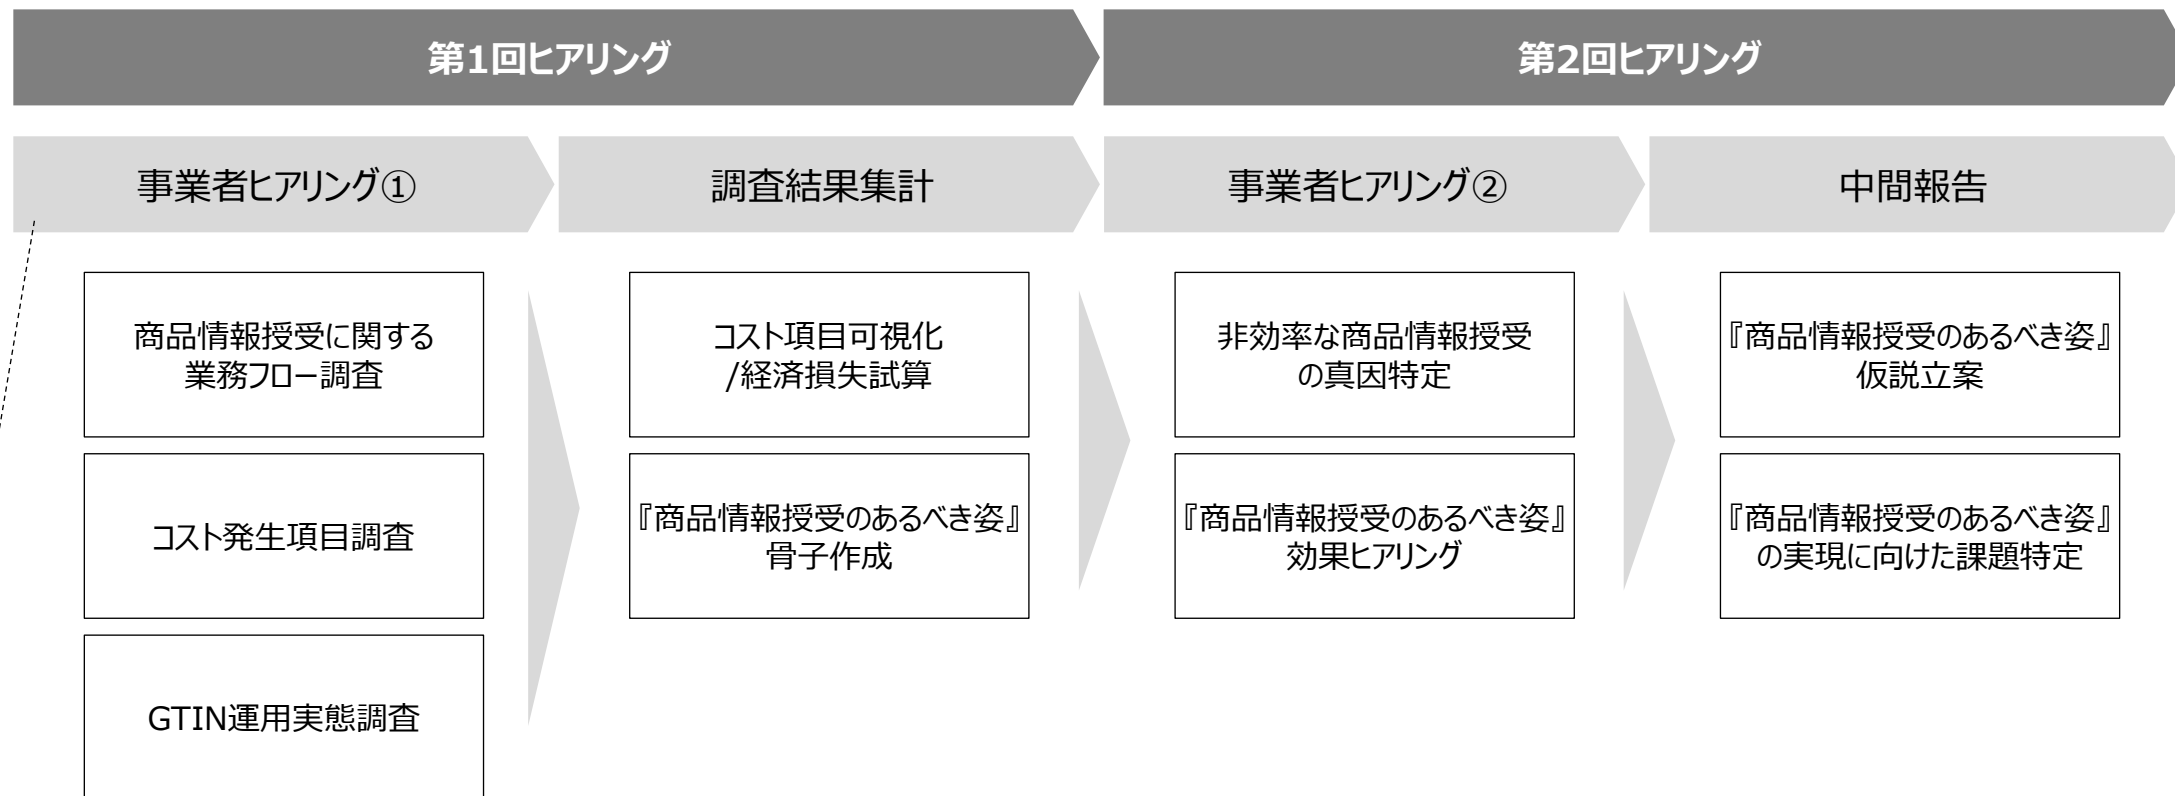 第1回ヒアリング
第2回ヒアリング
事業者ヒアリング①
調査結果集計
事業者ヒアリング②
中間報告
商品情報授受に関する
業務フロー調査
コスト発生項目調査
GTIN運用実態調査
コスト項目可視化
/経済損失試算
『商品情報授受のあるべき姿』
骨子作成
非効率な商品情報授受
の真因特定
『商品情報授受のあるべき姿』
効果ヒアリング
『商品情報授受のあるべき姿』
仮説立案
『商品情報授受のあるべき姿』
の実現に向けた課題特定